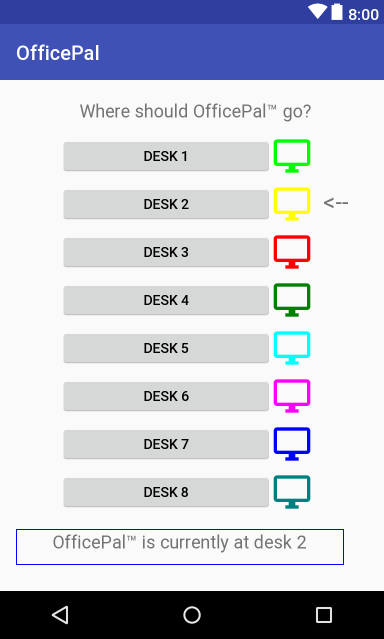 8:00
OfficePal
Where should OfficePal™ go?
DESK 1
DESK 2 <--
DESK 3
DESK 4
DESK 5
DESK 6
DESK 7
DESK 8
OfficePal™ is currently at desk 2